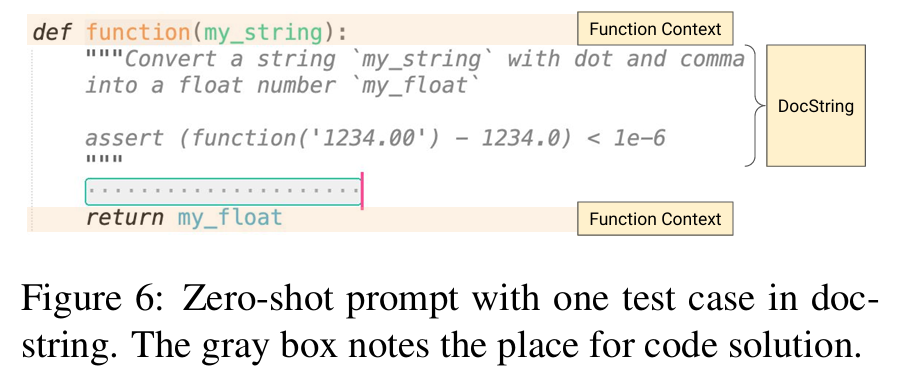 def function(my_string):
Function Context
"""Convert a string `my_string` with dot and comma
into a float number `my_float`
DocString
assert (function('1234.00') - 1234.0) < 1e-6
"""
return my_float
Function Context
Figure 6: Zero-shot prompt with one test case in doc-
string. The gray box notes the place for code solution.